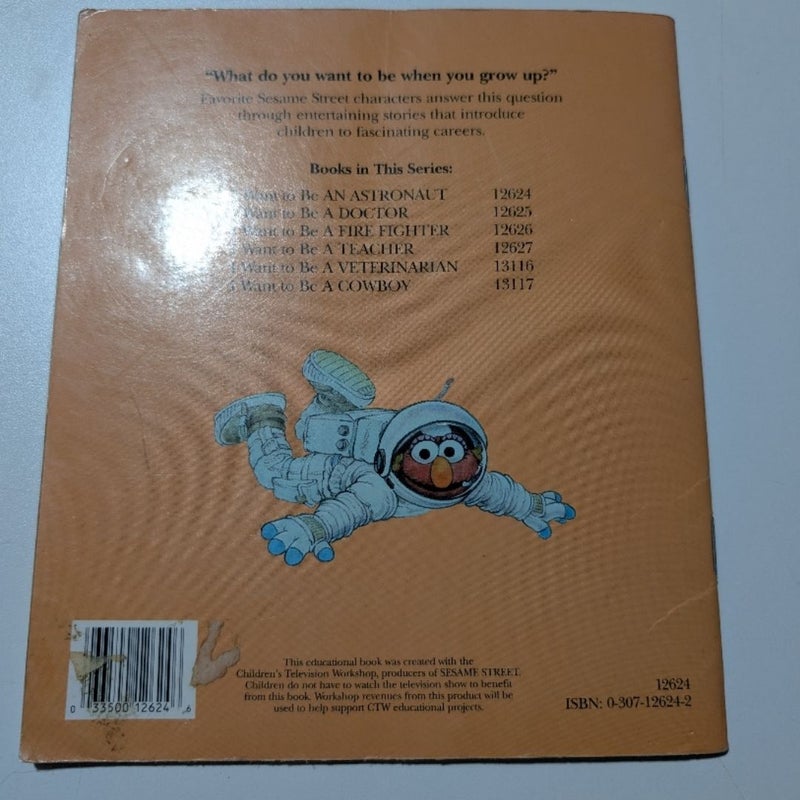 "What do you want to be when you grow up?"
Favorite Sesame Street characters answer this question
through entertaining stories that introduce
children to fascinating careers.
Books in This Series:
I Want to Be AN ASTRONAUT 12624
I Want to Be A DOCTOR 12625
I Want to Be A FIRE FIGHTER 12626
I Want to Be A TEACHER 12627
I Want to Be A VETERINARIAN 13116
I Want to Be A COWBOY 13117
This educational book was created with the
Children's Television Workshop, producers of SESAME STREET.
Children do not have to watch the television show to benefit
from this book. Workshop revenues from this product will be
used to help support CTW educational projects.
0 33500 12624 6
12624
ISBN: 0-307-12624-2